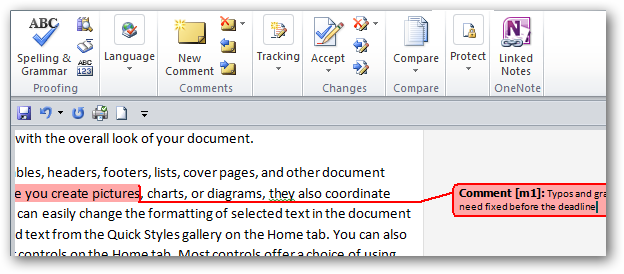 ABC
Spelling & Grammar
ABC 123
Language
New Comment
Tracking
Accept
Compare
Protect
N
Linked Notes
Proofing
Comments
Changes
Compare
OneNote
with the overall look of your document.
bles, headers, footers, lists, cover pages, and other document
e you create pictures, charts, or diagrams, they also coordinate
Comment [m1]: Typos and gra
can easily change the formatting of selected text in the document
need fixed before the deadline
d text from the Quick Styles gallery on the Home tab. You can also
controls on the Home tab. Most controls offer a choice of using